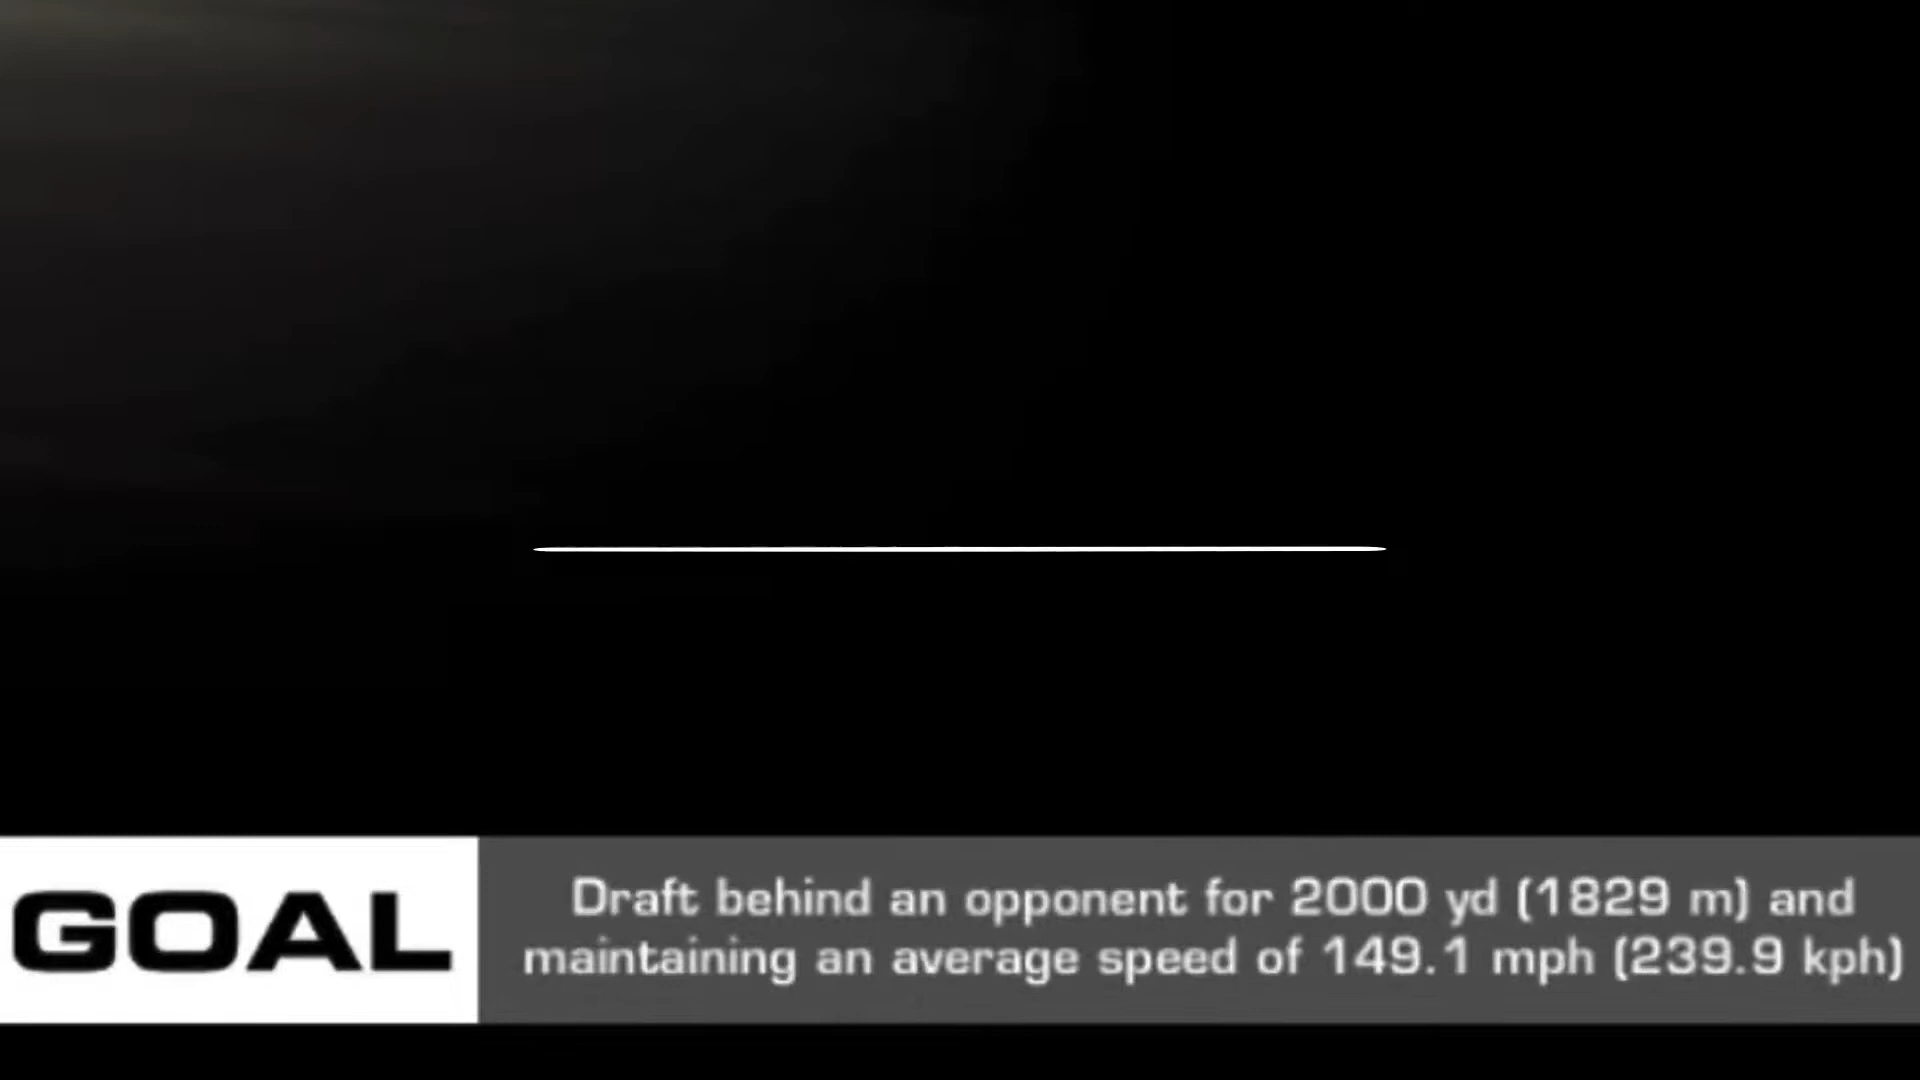 GOAL
Draft behind an opponent for 2000 yd (1829 m) and
maintaining an average speed of 149.1 mph (239.9 kph)